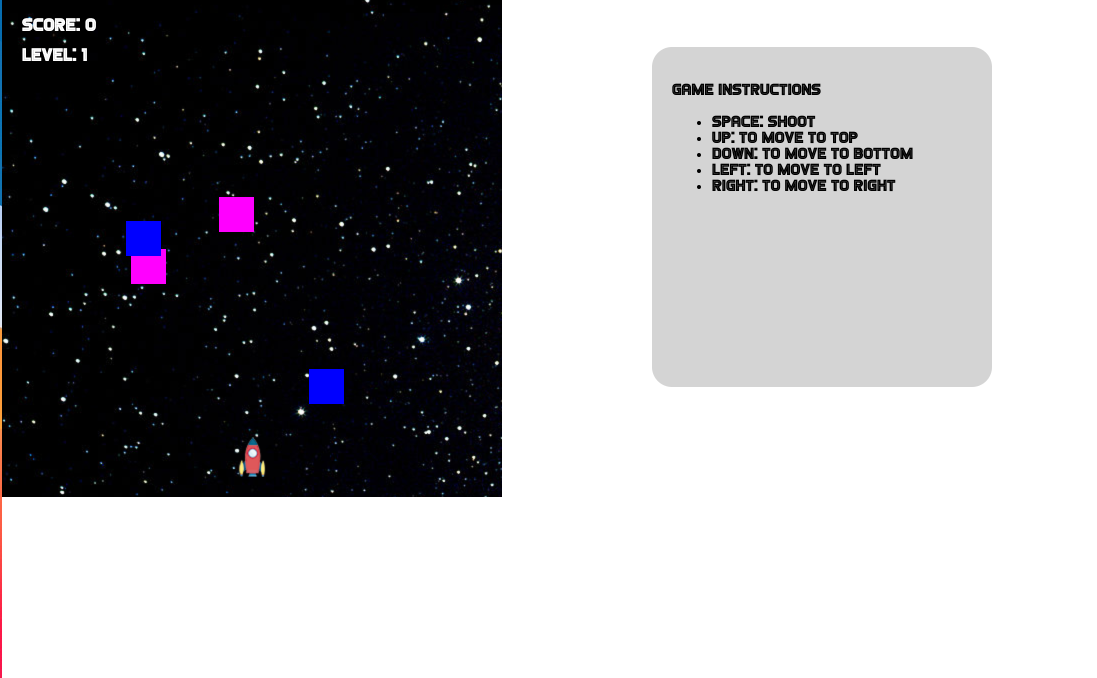 SCORE: 0
LEVEL: 1
GAME INSTRUCTIONS
SPACE: SHOOT
UP: TO MOVE TO TOP
DOWN: TO MOVE TO BOTTOM
LEFT: TO MOVE TO LEFT
RIGHT: TO MOVE TO RIGHT